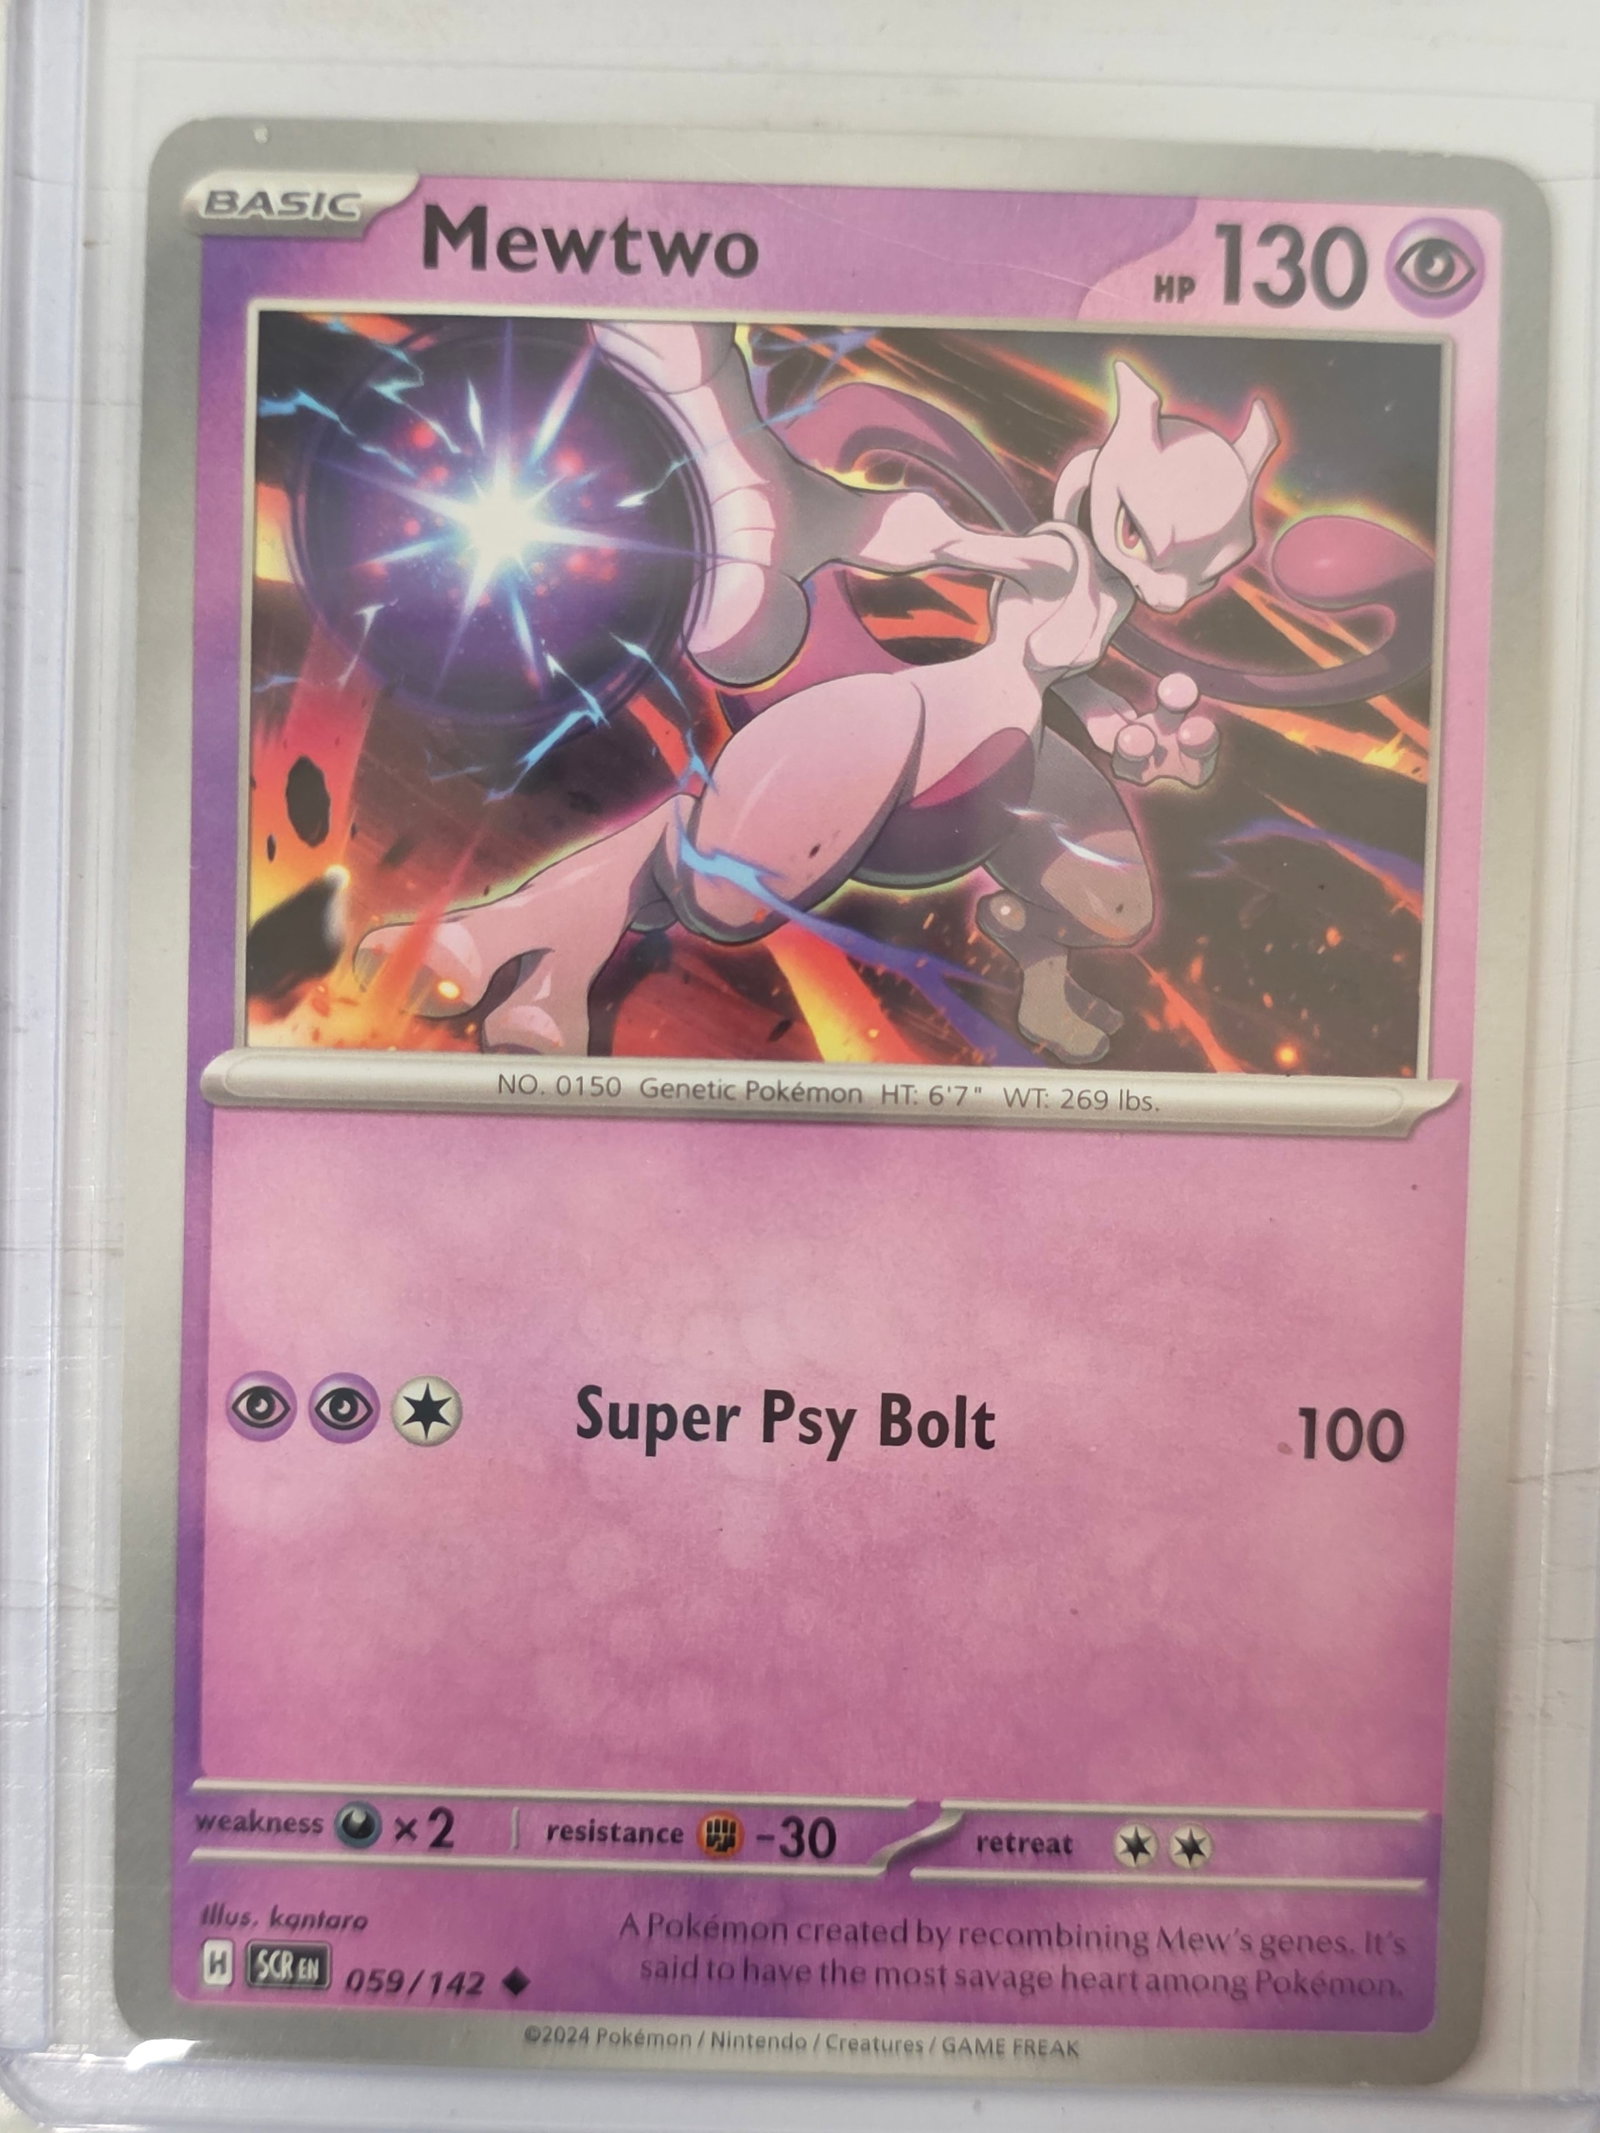 BASIC
Mewtwo
HP 130
NO. 0150 Genetic Pokémon HT: 6'7" WT: 269 lbs.
Super Psy Bolt 100
weakness ×2 resistance -30 retreat
Illus. kantaro
A Pokémon created by recombining Mew's genes. It's
said to have the most savage heart among Pokémon.
H SCR EN 059/142
©2024 Pokémon / Nintendo / Creatures / GAME FREAK